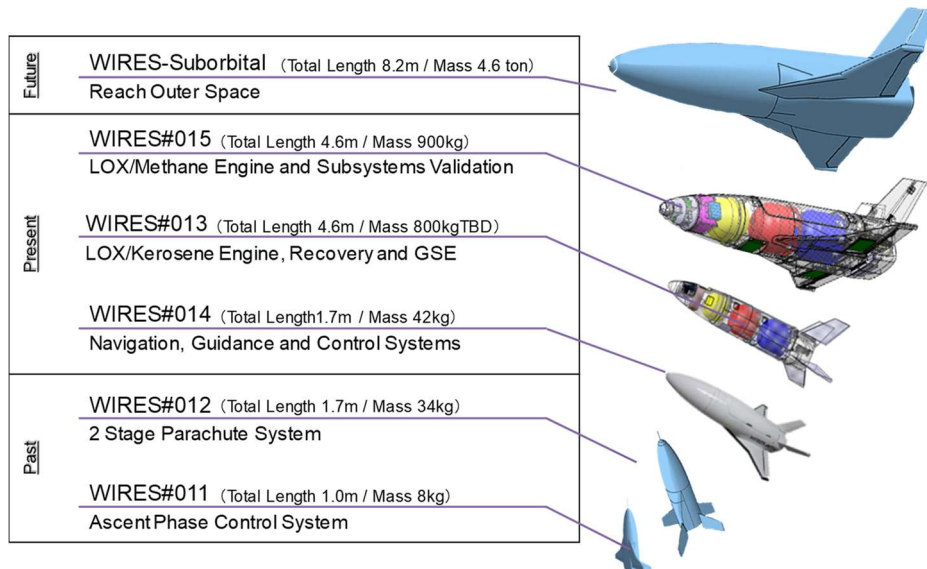 Future
WIRES-Suborbital (Total Length 8.2m / Mass 4.6 ton)
Reach Outer Space
Present
WIRES#015 (Total Length 4.6m / Mass 900kg)
LOX/Methane Engine and Subsystems Validation
WIRES#013 (Total Length 4.6m / Mass 800kgTBD)
LOX/Kerosene Engine, Recovery and GSE
WIRES#014 (Total Length1.7m / Mass 42kg)
Navigation, Guidance and Control Systems
Past
WIRES#012 (Total Length 1.7m / Mass 34kg)
2 Stage Parachute System
WIRES#011 (Total Length 1.0m / Mass 8kg)
Ascent Phase Control System